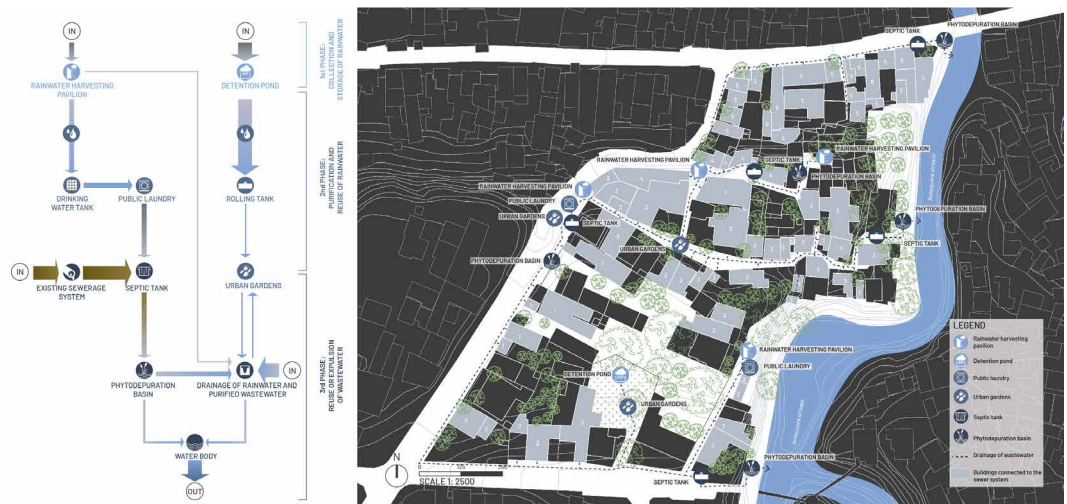 IN
IN
RAINWATER HARVESTING
PAVILION
DETENTION POND
1st PHASE:
COLLECTION AND
STORAGE OF RAINWATER
DRINKING
WATER TANK
PUBLIC LAUNDRY
ROLLING TANK
2nd PHASE:
PURIFICATION AND
REUSE OF RAINWATER
IN
EXISTING SEWERAGE
SYSTEM
SEPTIC TANK
URBAN GARDENS
PHYTODEPURATION
BASIN
DRAINAGE OF RAINWATER AND
PURIFIED WASTEWATER
IN
3rd PHASE:
REUSE OR EXPULSION
OF WASTEWATER
WATER BODY
OUT
PHYTODEPURATION BASIN
SEPTIC TANK
RAINWATER HARVESTING PAVILION
RAINWATER HARVESTING PAVILION
SEPTIC TANK
PHYTODEPURATION BASIN
RAINWATER HARVESTING PAVILION
PUBLIC LAUNDRY
URBAN GARDENS
SEPTIC TANK
PHYTODEPURATION BASIN
URBAN GARDENS
SEPTIC TANK
PHYTODEPURATION BASIN
RAINWATER HARVESTING PAVILION
PUBLIC LAUNDRY
DETENTION POND
URBAN GARDENS
PHYTODEPURATION BASIN
SEPTIC TANK
N
SCALE 1: 2500
LEGEND
Rainwater harvesting
pavilion
Detention pond
Public laundry
Urban gardens
Septic tank
Phytodepuration basin
Drainage of wastewater
Buildings connected to the
sewer system